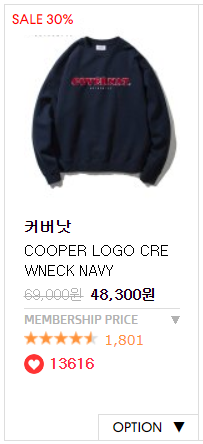 SALE 30%
COVERNAT.
커버낫
COOPER LOGO CRE
WNECK NAVY
69,000원 48,300원
MEMBERSHIP PRICE ▼
1,801
13616
OPTION ▼